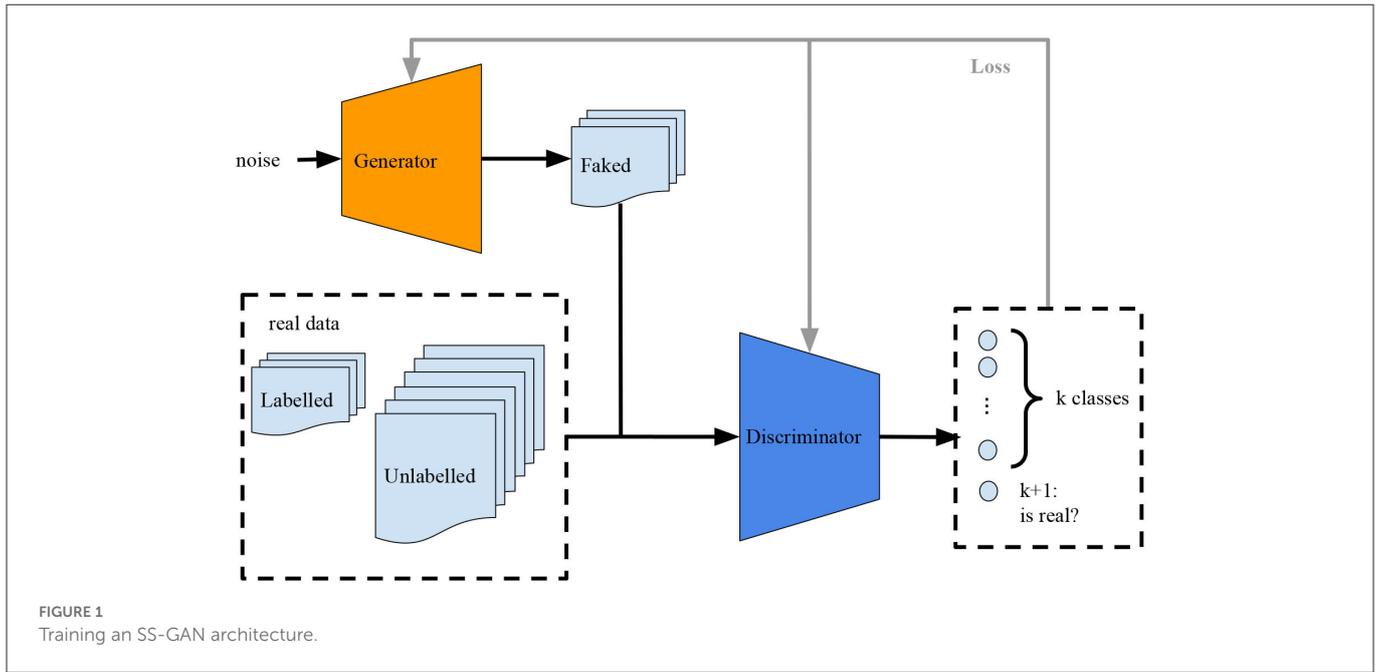 Loss
noise
Generator
Faked
real data
Labelled
Unlabelled
Discriminator
⋮
k classes
k+1:
is real?
FIGURE 1
Training an SS-GAN architecture.